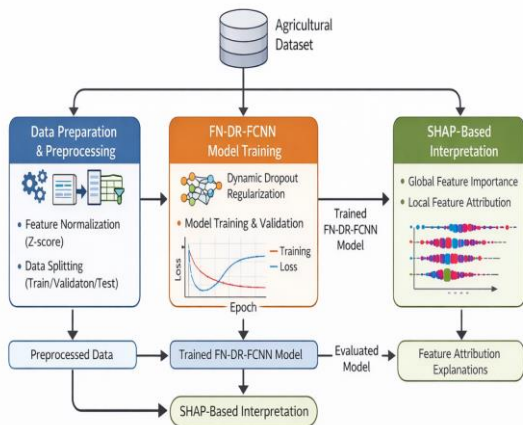 Agricultural
Dataset
Data Preparation
& Preprocessing
Feature Normalization
(Z-score)
Data Splitting
(Train/Validaton/Test)
FN-DR-FCNN
Model Training
Dynamic Dropout
Regularization
Model Training & Validation
Loss
Training
Loss
Epoch
Trained
FN-DR-FCNN
Model
SHAP-Based
Interpretation
Global Feature Importance
Local Feature Attribution
Preprocessed Data
Trained FN-DR-FCNN Model
Evaluated
Model
Feature Attribution
Explanations
SHAP-Based Interpretation